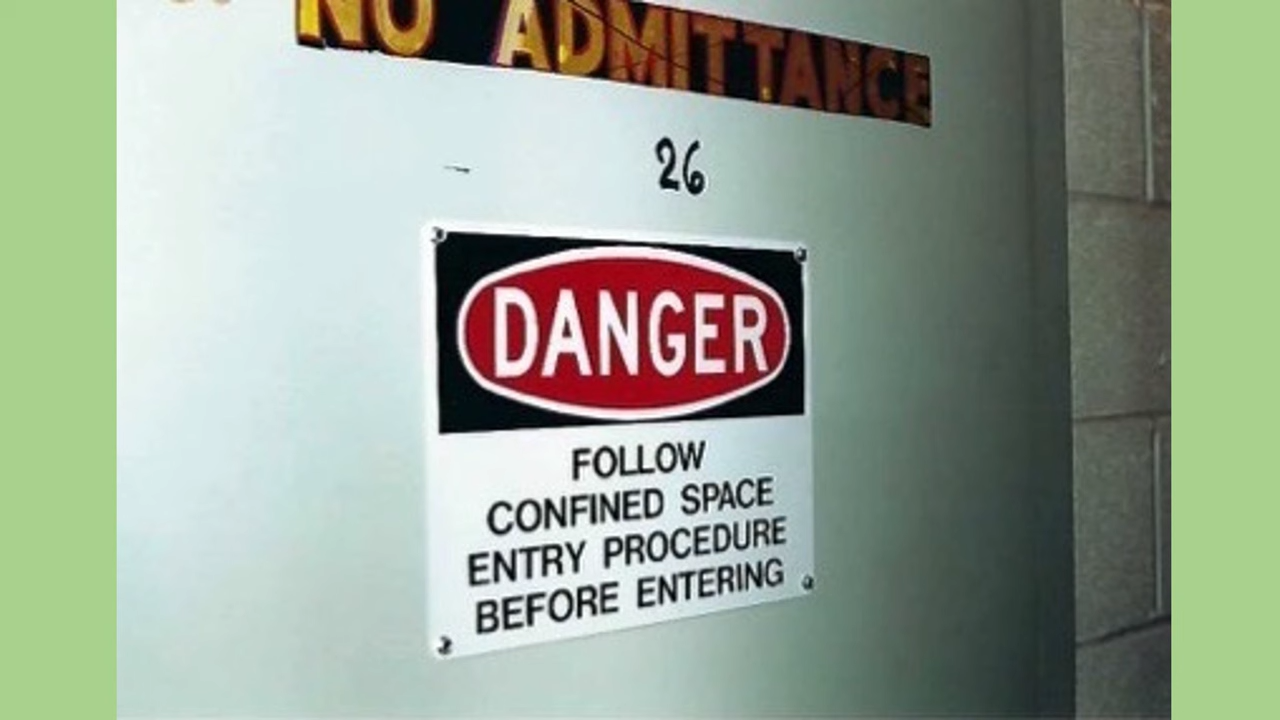 NO ADMITTANCE
26
DANGER
FOLLOW
CONFINED SPACE
ENTRY PROCEDURE
BEFORE ENTERING